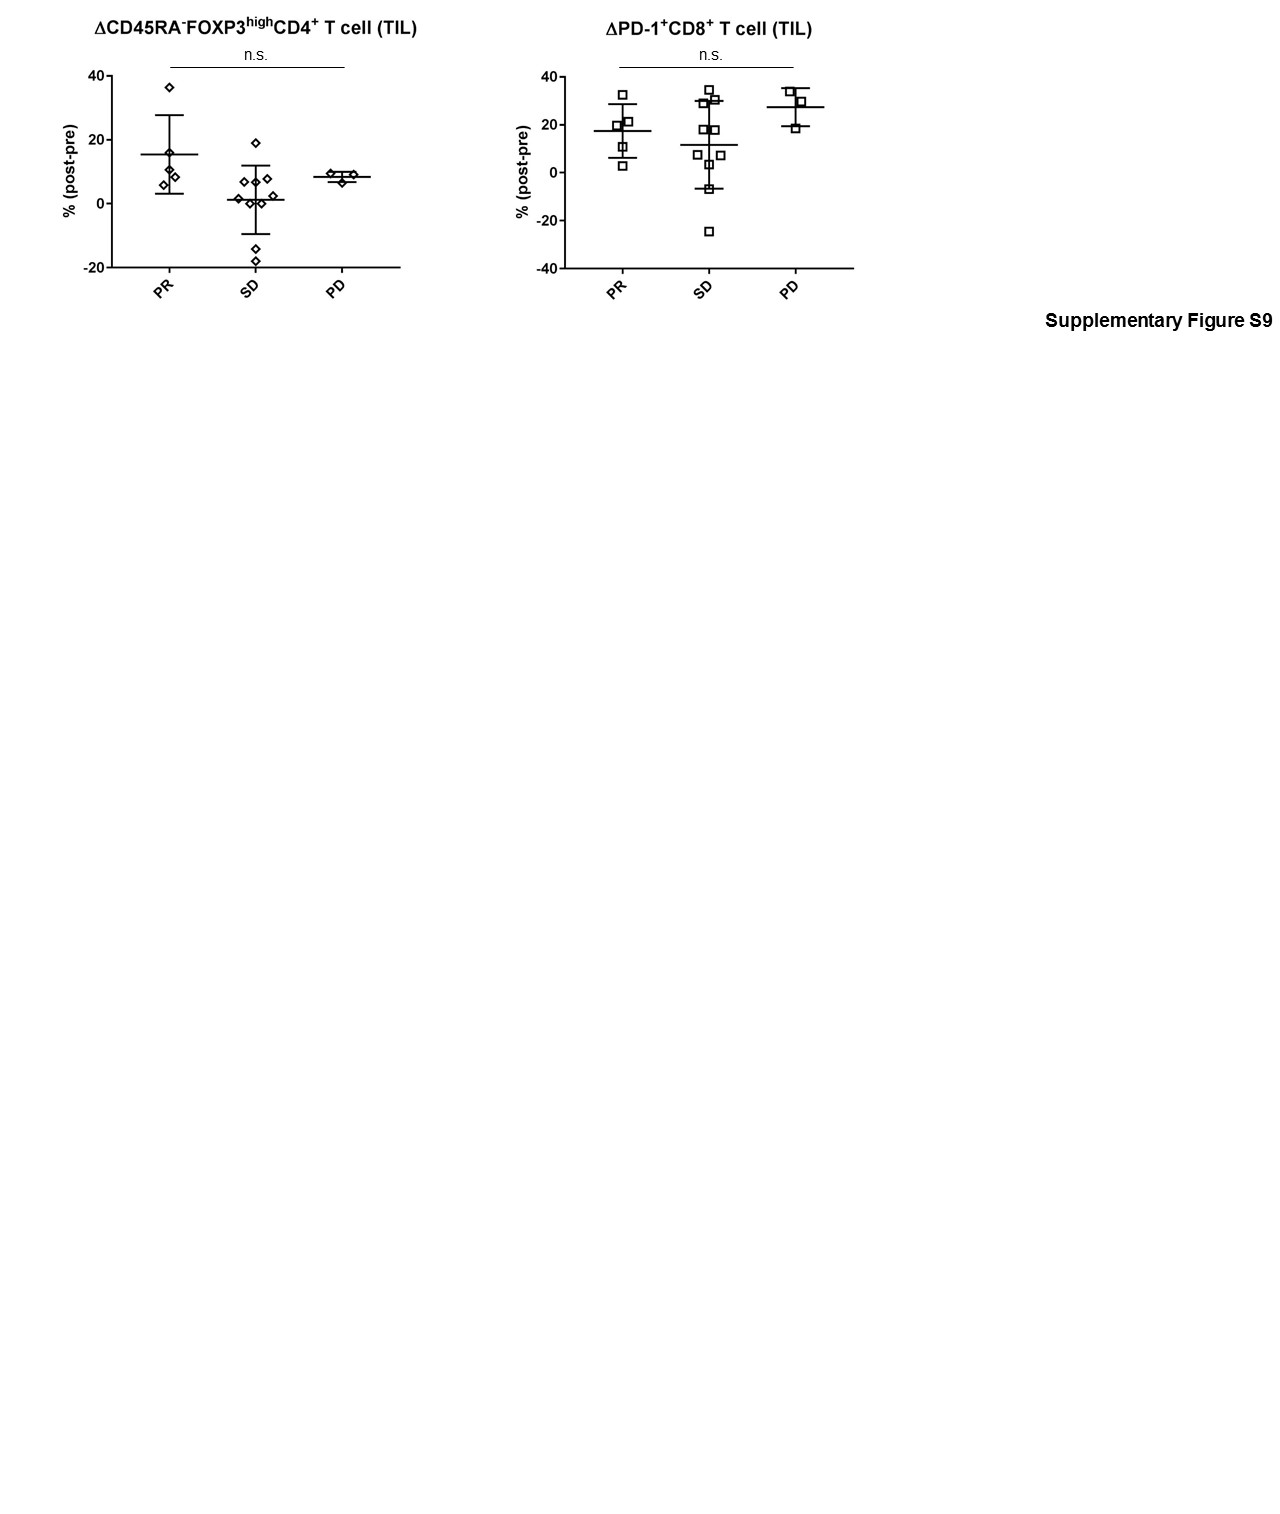 ΔCD45RA⁻FOXP3ʰⁱᵍʰCD4⁺ T cell (TIL)
n.s.
% (post-pre)
40
20
0
-20
PR
SD
PD
ΔPD-1⁺CD8⁺ T cell (TIL)
n.s.
% (post-pre)
40
20
0
-20
-40
PR
SD
PD
Supplementary Figure S9